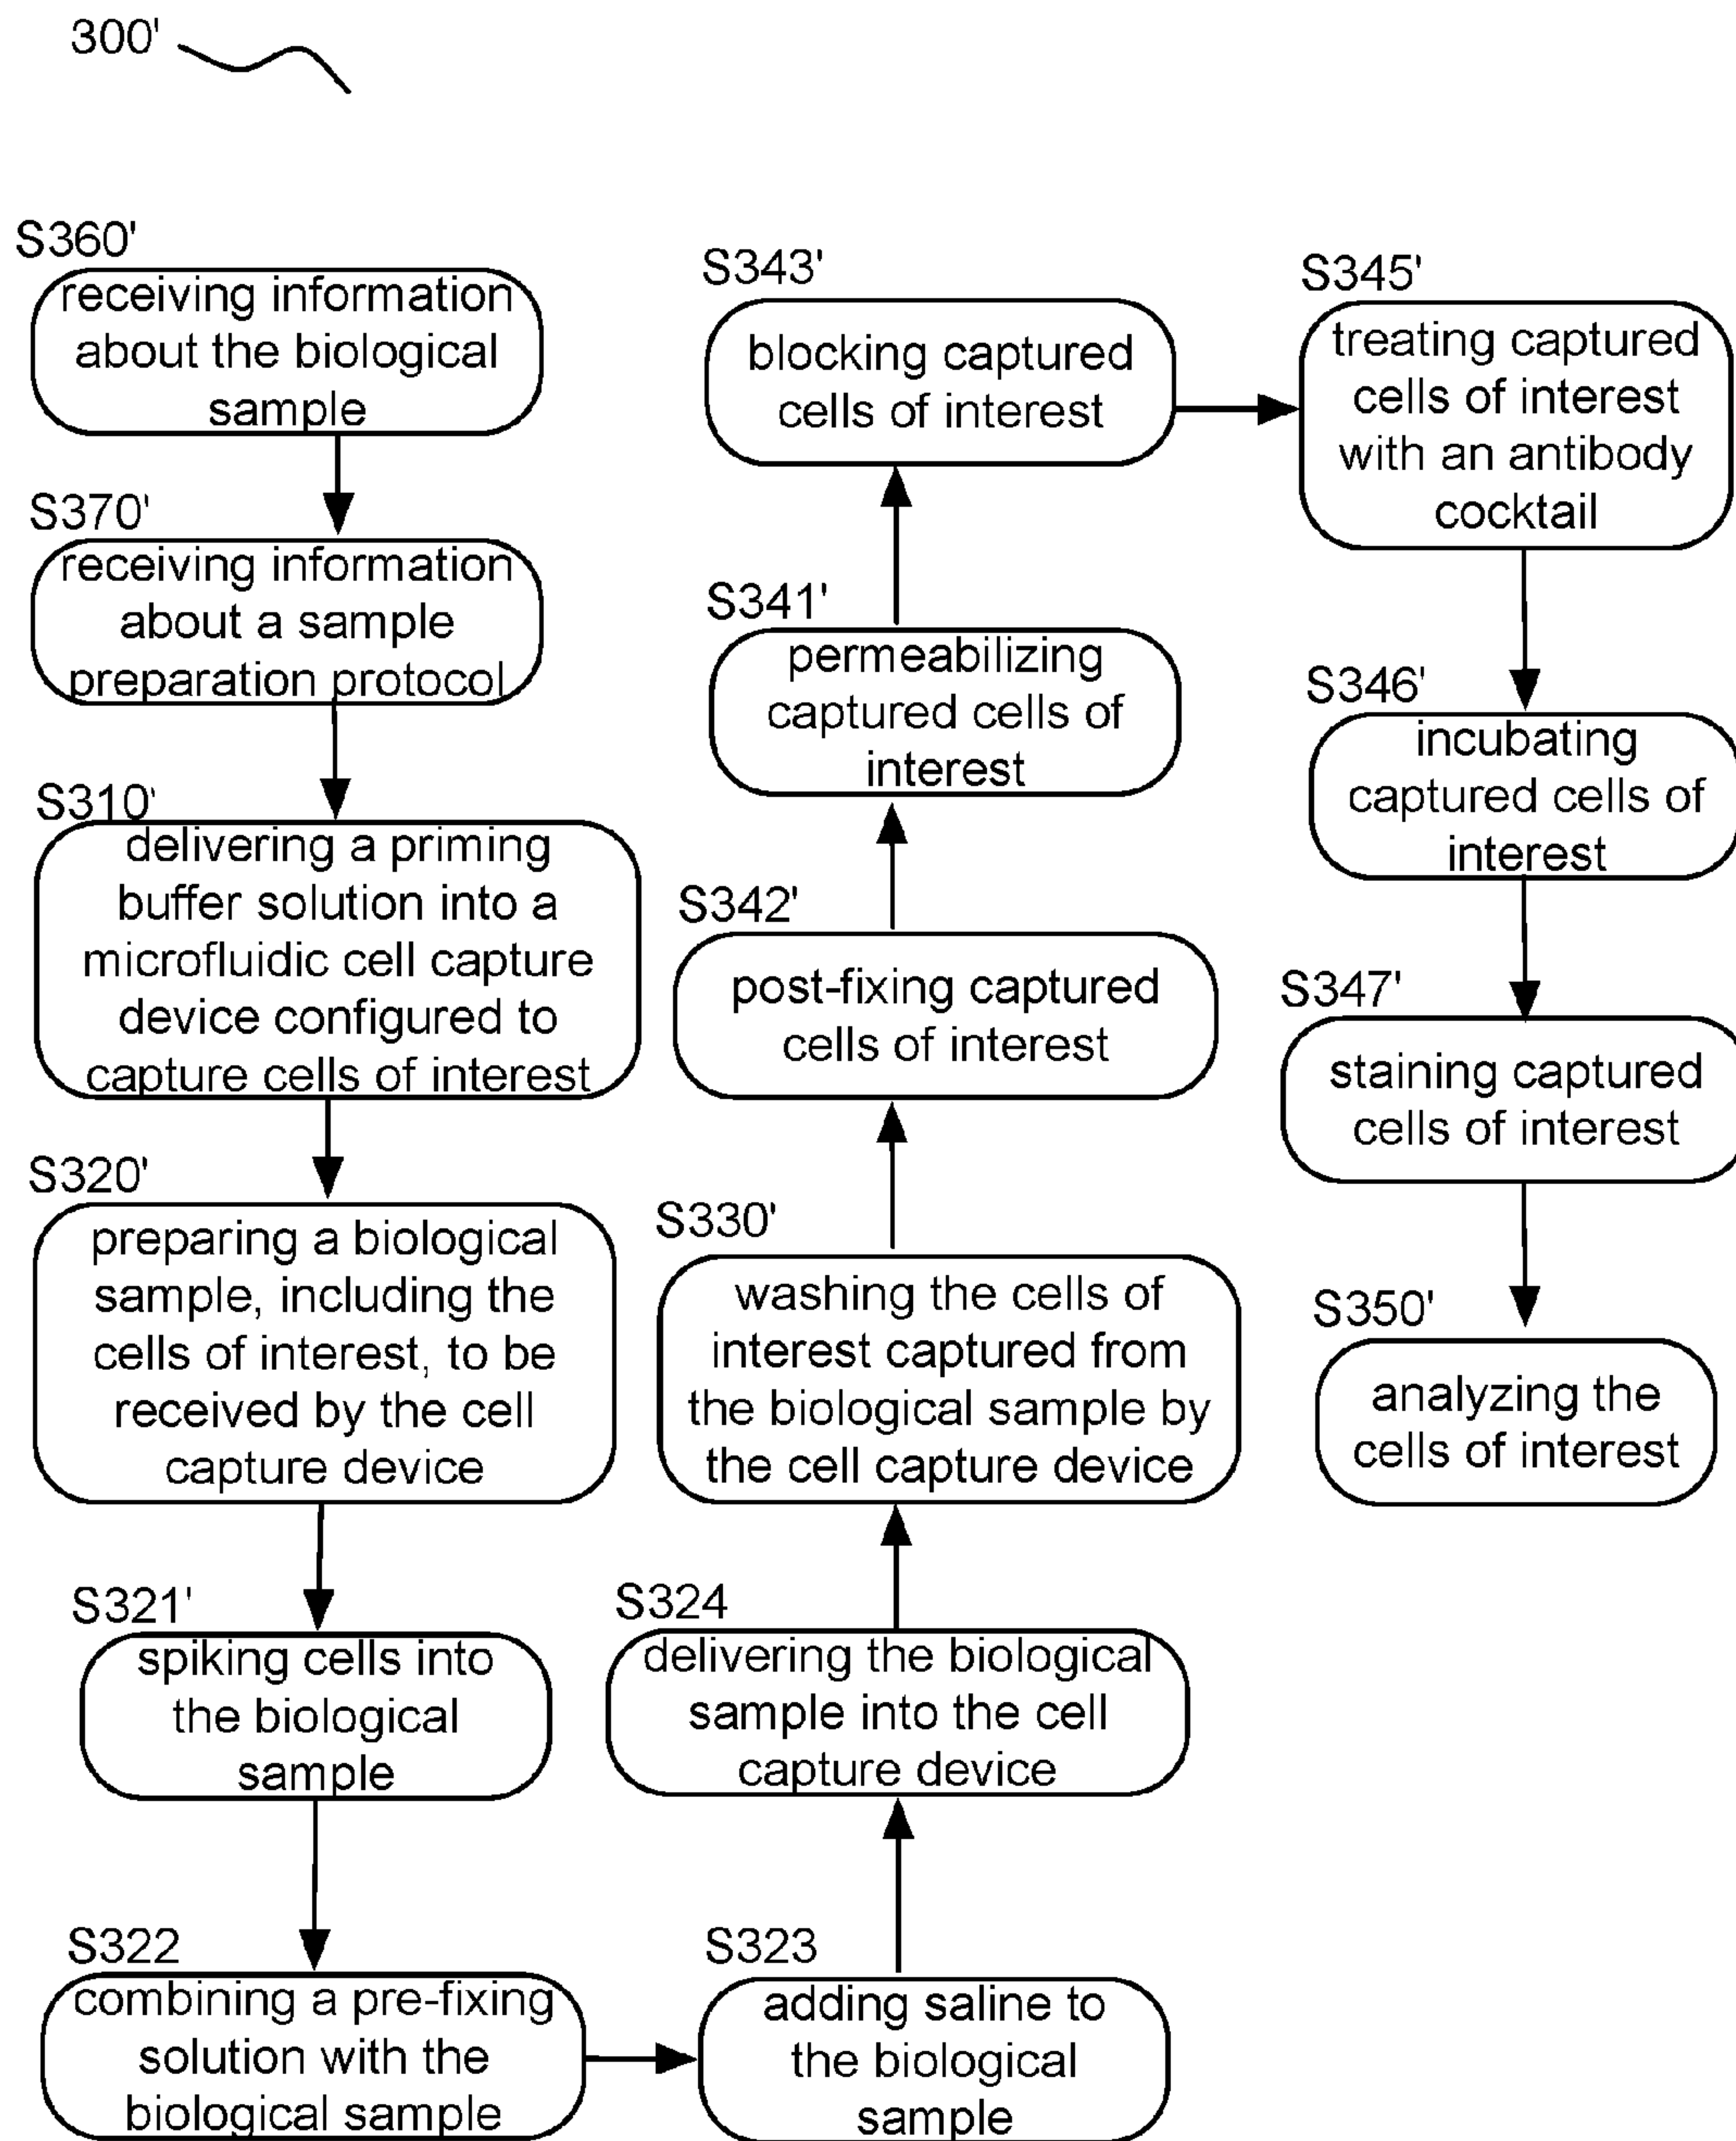 300'
S360'
receiving information
about the biological
sample
S370'
receiving information
about a sample
preparation protocol
S310'
delivering a priming
buffer solution into a
microfluidic cell capture
device configured to
capture cells of interest
S320'
preparing a biological
sample, including the
cells of interest, to be
received by the cell
capture device
S321'
spiking cells into
the biological
sample
S322
combining a pre-fixing
solution with the
biological sample
S323
adding saline to
the biological
sample
S324
delivering the biological
sample into the cell
capture device
S330'
washing the cells of
interest captured from
the biological sample by
the cell capture device
S342'
post-fixing captured
cells of interest
S341'
permeabilizing
captured cells of
interest
S343'
blocking captured
cells of interest
S345'
treating captured
cells of interest
with an antibody
cocktail
S346'
incubating
captured cells of
interest
S347'
staining captured
cells of interest
S350'
analyzing the
cells of interest